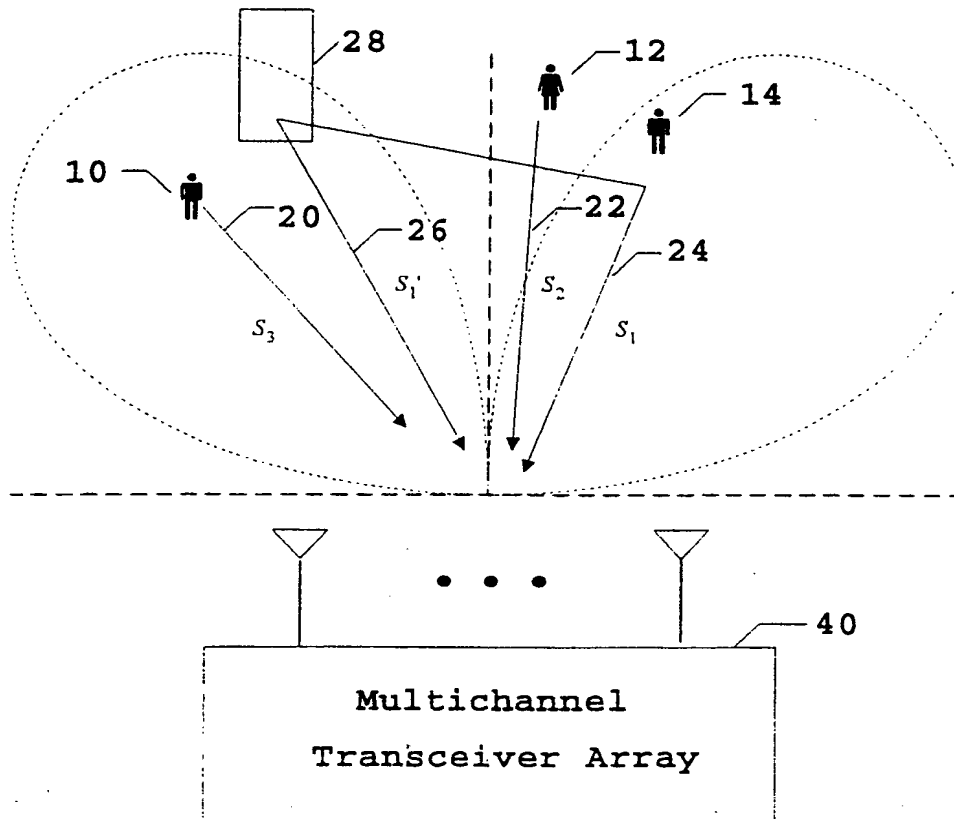 28
12
14
10
20
26
22
24
S₁'
S₂
S₃
S₁
40
Multichannel
Transceiver Array